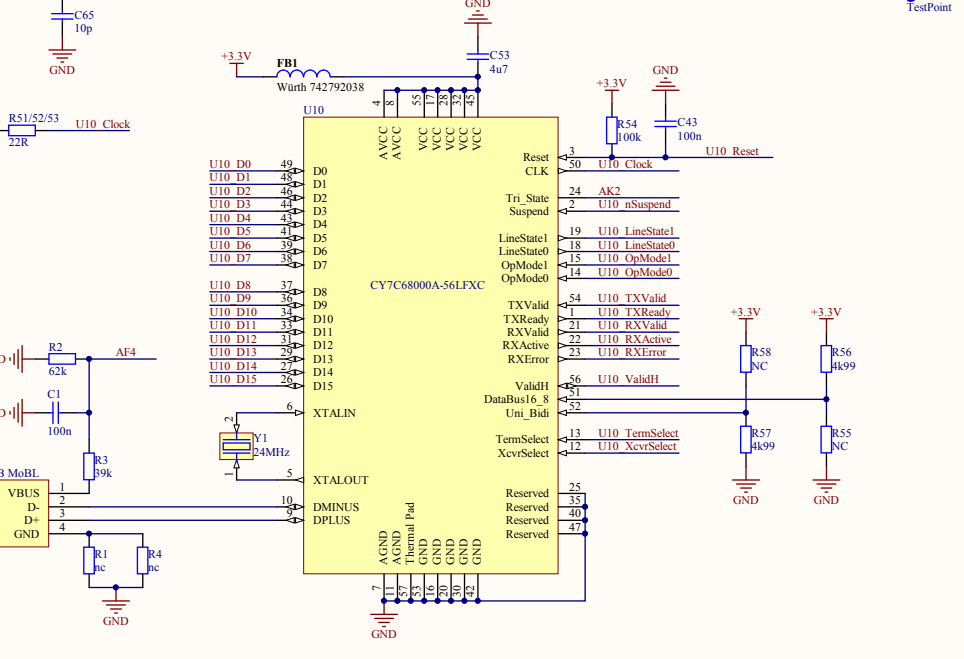 C65
10p
GND
TestPoint
GND
C53
4u7
+3.3V
FB1
Würth 742792038
+3.3V
GND
R54
100k
C43
100n
R51/52/53
22R
U10_Clock
U10
CY7C68000A-56LFXC
4 8 55 17 28 32 45
AVCC AVCC VCC VCC VCC VCC VCC
Reset 3 U10_Reset
CLK 50 U10_Clock
Tri_State 24 AK2
Suspend 2 U10_nSuspend
LineState1 19 U10_LineState1
LineState0 18 U10_LineState0
OpMode1 15 U10_OpMode1
OpMode0 14 U10_OpMode0
TXValid 54 U10_TXValid
TXReady 1 U10_TXReady
RXValid 21 U10_RXValid
RXActive 22 U10_RXActive
RXError 23 U10_RXError
ValidH 56 U10_ValidH
DataBus16_8 51
Uni_Bidi 52
TermSelect 13 U10_TermSelect
XcvrSelect 12 U10_XcvrSelect
Reserved 25
Reserved 35
Reserved 40
Reserved 47
U10_D0 49 D0
U10_D1 48 D1
U10_D2 46 D2
U10_D3 44 D3
U10_D4 43 D4
U10_D5 41 D5
U10_D6 39 D6
U10_D7 38 D7
U10_D8 37 D8
U10_D9 36 D9
U10_D10 34 D10
U10_D11 33 D11
U10_D12 31 D12
U10_D13 29 D13
U10_D14 27 D14
U10_D15 26 D15
6 XTALIN
5 XTALOUT
10 DMINUS
9 DPLUS
2
Y1
24MHz
1
AGND AGND Thermal Pad GND GND GND GND GND
7 11 57 53 16 20 30 42
GND
+3.3V
R58
NC
R57
4k99
GND
+3.3V
R56
4k99
R55
NC
GND
R2
62k
AF4
C1
100n
R3
39k
B MoBL
VBUS 1
D- 2
D+ 3
GND 4
R1
nc
R4
nc
GND